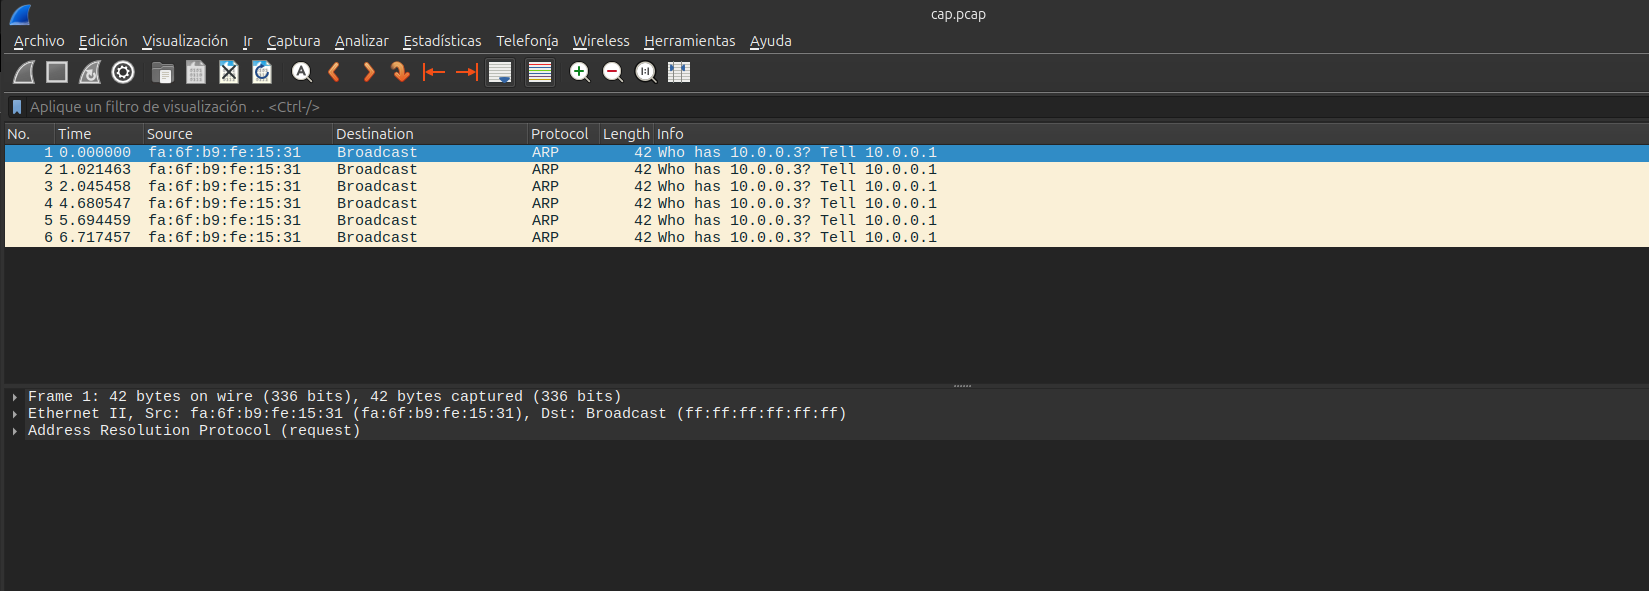 cap.pcap
Archivo Edición Visualización Ir Captura Analizar Estadísticas Telefonía Wireless Herramientas Ayuda
Aplique un filtro de visualización … <Ctrl-/>
No. Time Source Destination Protocol Length Info
1 0.000000 fa:6f:b9:fe:15:31 Broadcast ARP 42 Who has 10.0.0.3? Tell 10.0.0.1
2 1.021463 fa:6f:b9:fe:15:31 Broadcast ARP 42 Who has 10.0.0.3? Tell 10.0.0.1
3 2.045458 fa:6f:b9:fe:15:31 Broadcast ARP 42 Who has 10.0.0.3? Tell 10.0.0.1
4 4.680547 fa:6f:b9:fe:15:31 Broadcast ARP 42 Who has 10.0.0.3? Tell 10.0.0.1
5 5.694459 fa:6f:b9:fe:15:31 Broadcast ARP 42 Who has 10.0.0.3? Tell 10.0.0.1
6 6.717457 fa:6f:b9:fe:15:31 Broadcast ARP 42 Who has 10.0.0.3? Tell 10.0.0.1
Frame 1: 42 bytes on wire (336 bits), 42 bytes captured (336 bits)
Ethernet II, Src: fa:6f:b9:fe:15:31 (fa:6f:b9:fe:15:31), Dst: Broadcast (ff:ff:ff:ff:ff:ff)
Address Resolution Protocol (request)